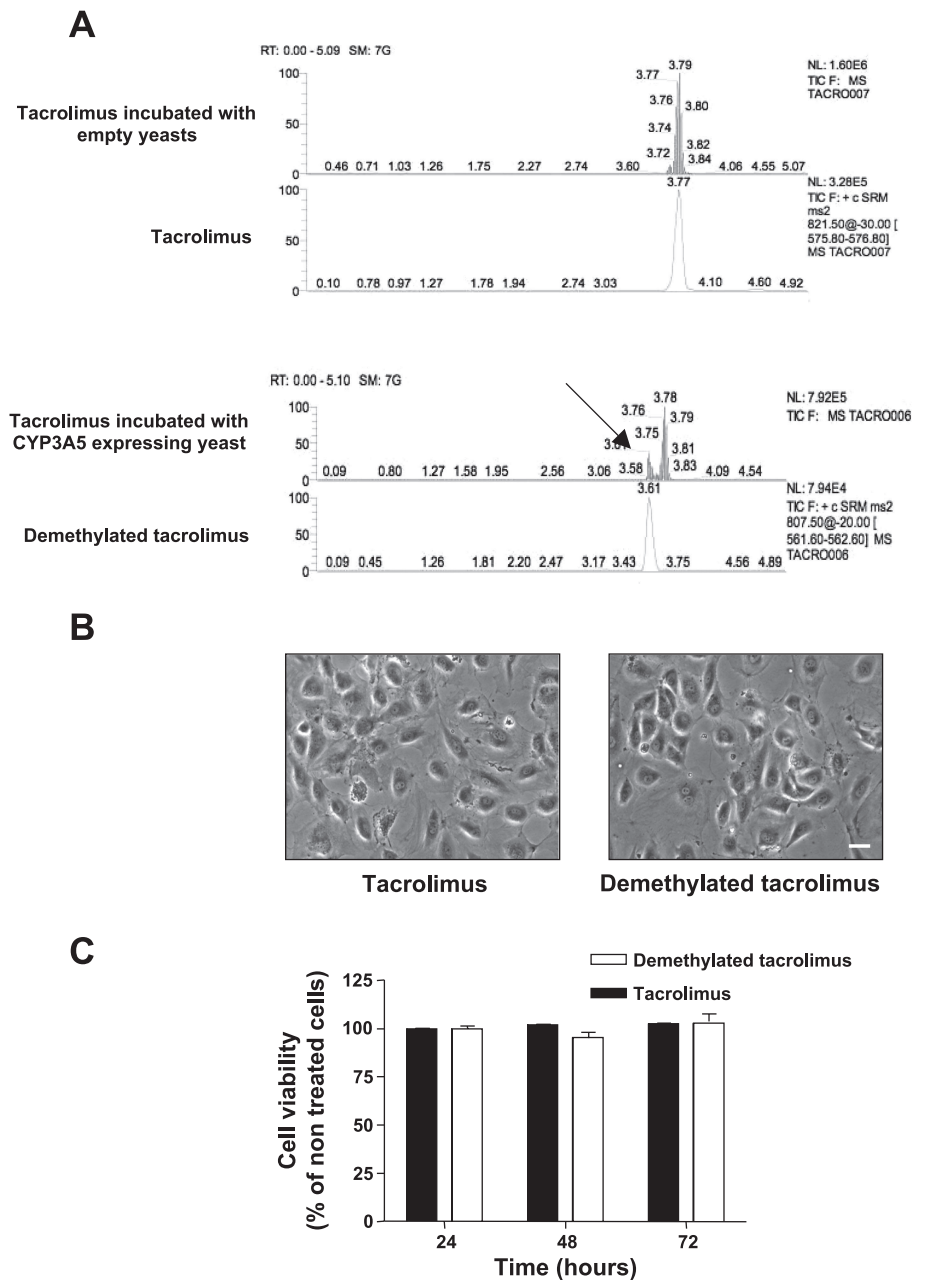 A
RT: 0.00 - 5.09 SM: 7G
Tacrolimus incubated with
empty yeasts
100
50
0
3.79
3.77
3.76
3.80
3.74
3.82
3.72
3.84
0.46 0.71 1.03 1.26 1.75 2.27 2.74 3.60 4.06 4.55 5.07
NL: 1.60E6
TIC F: MS
TACRO007
Tacrolimus
100
50
0
3.77
0.10 0.78 0.97 1.27 1.78 1.94 2.74 3.03 4.10 4.60 4.92
NL: 3.28E5
TIC F: + c SRM
ms2
821.50@-30.00 [
575.80-576.80]
MS TACRO007
RT: 0.00 - 5.10 SM: 7G
Tacrolimus incubated with
CYP3A5 expressing yeast
100
50
0
3.78
3.76
3.79
3.75
3.81
3.58
3.83
0.09 0.80 1.27 1.58 1.95 2.56 3.06 4.09 4.54
NL: 7.92E5
TIC F: MS TACRO006
Demethylated tacrolimus
100
50
0
3.61
0.09 0.45 1.26 1.81 2.20 2.47 3.17 3.43 3.75 4.56 4.89
NL: 7.94E4
TIC F: + c SRM ms2
807.50@-20.00 [
561.60-562.60] MS
TACRO006
B
Tacrolimus
Demethylated tacrolimus
C
Demethylated tacrolimus
Tacrolimus
Cell viability
(% of non treated cells)
125
100
75
50
25
0
24 48 72
Time (hours)